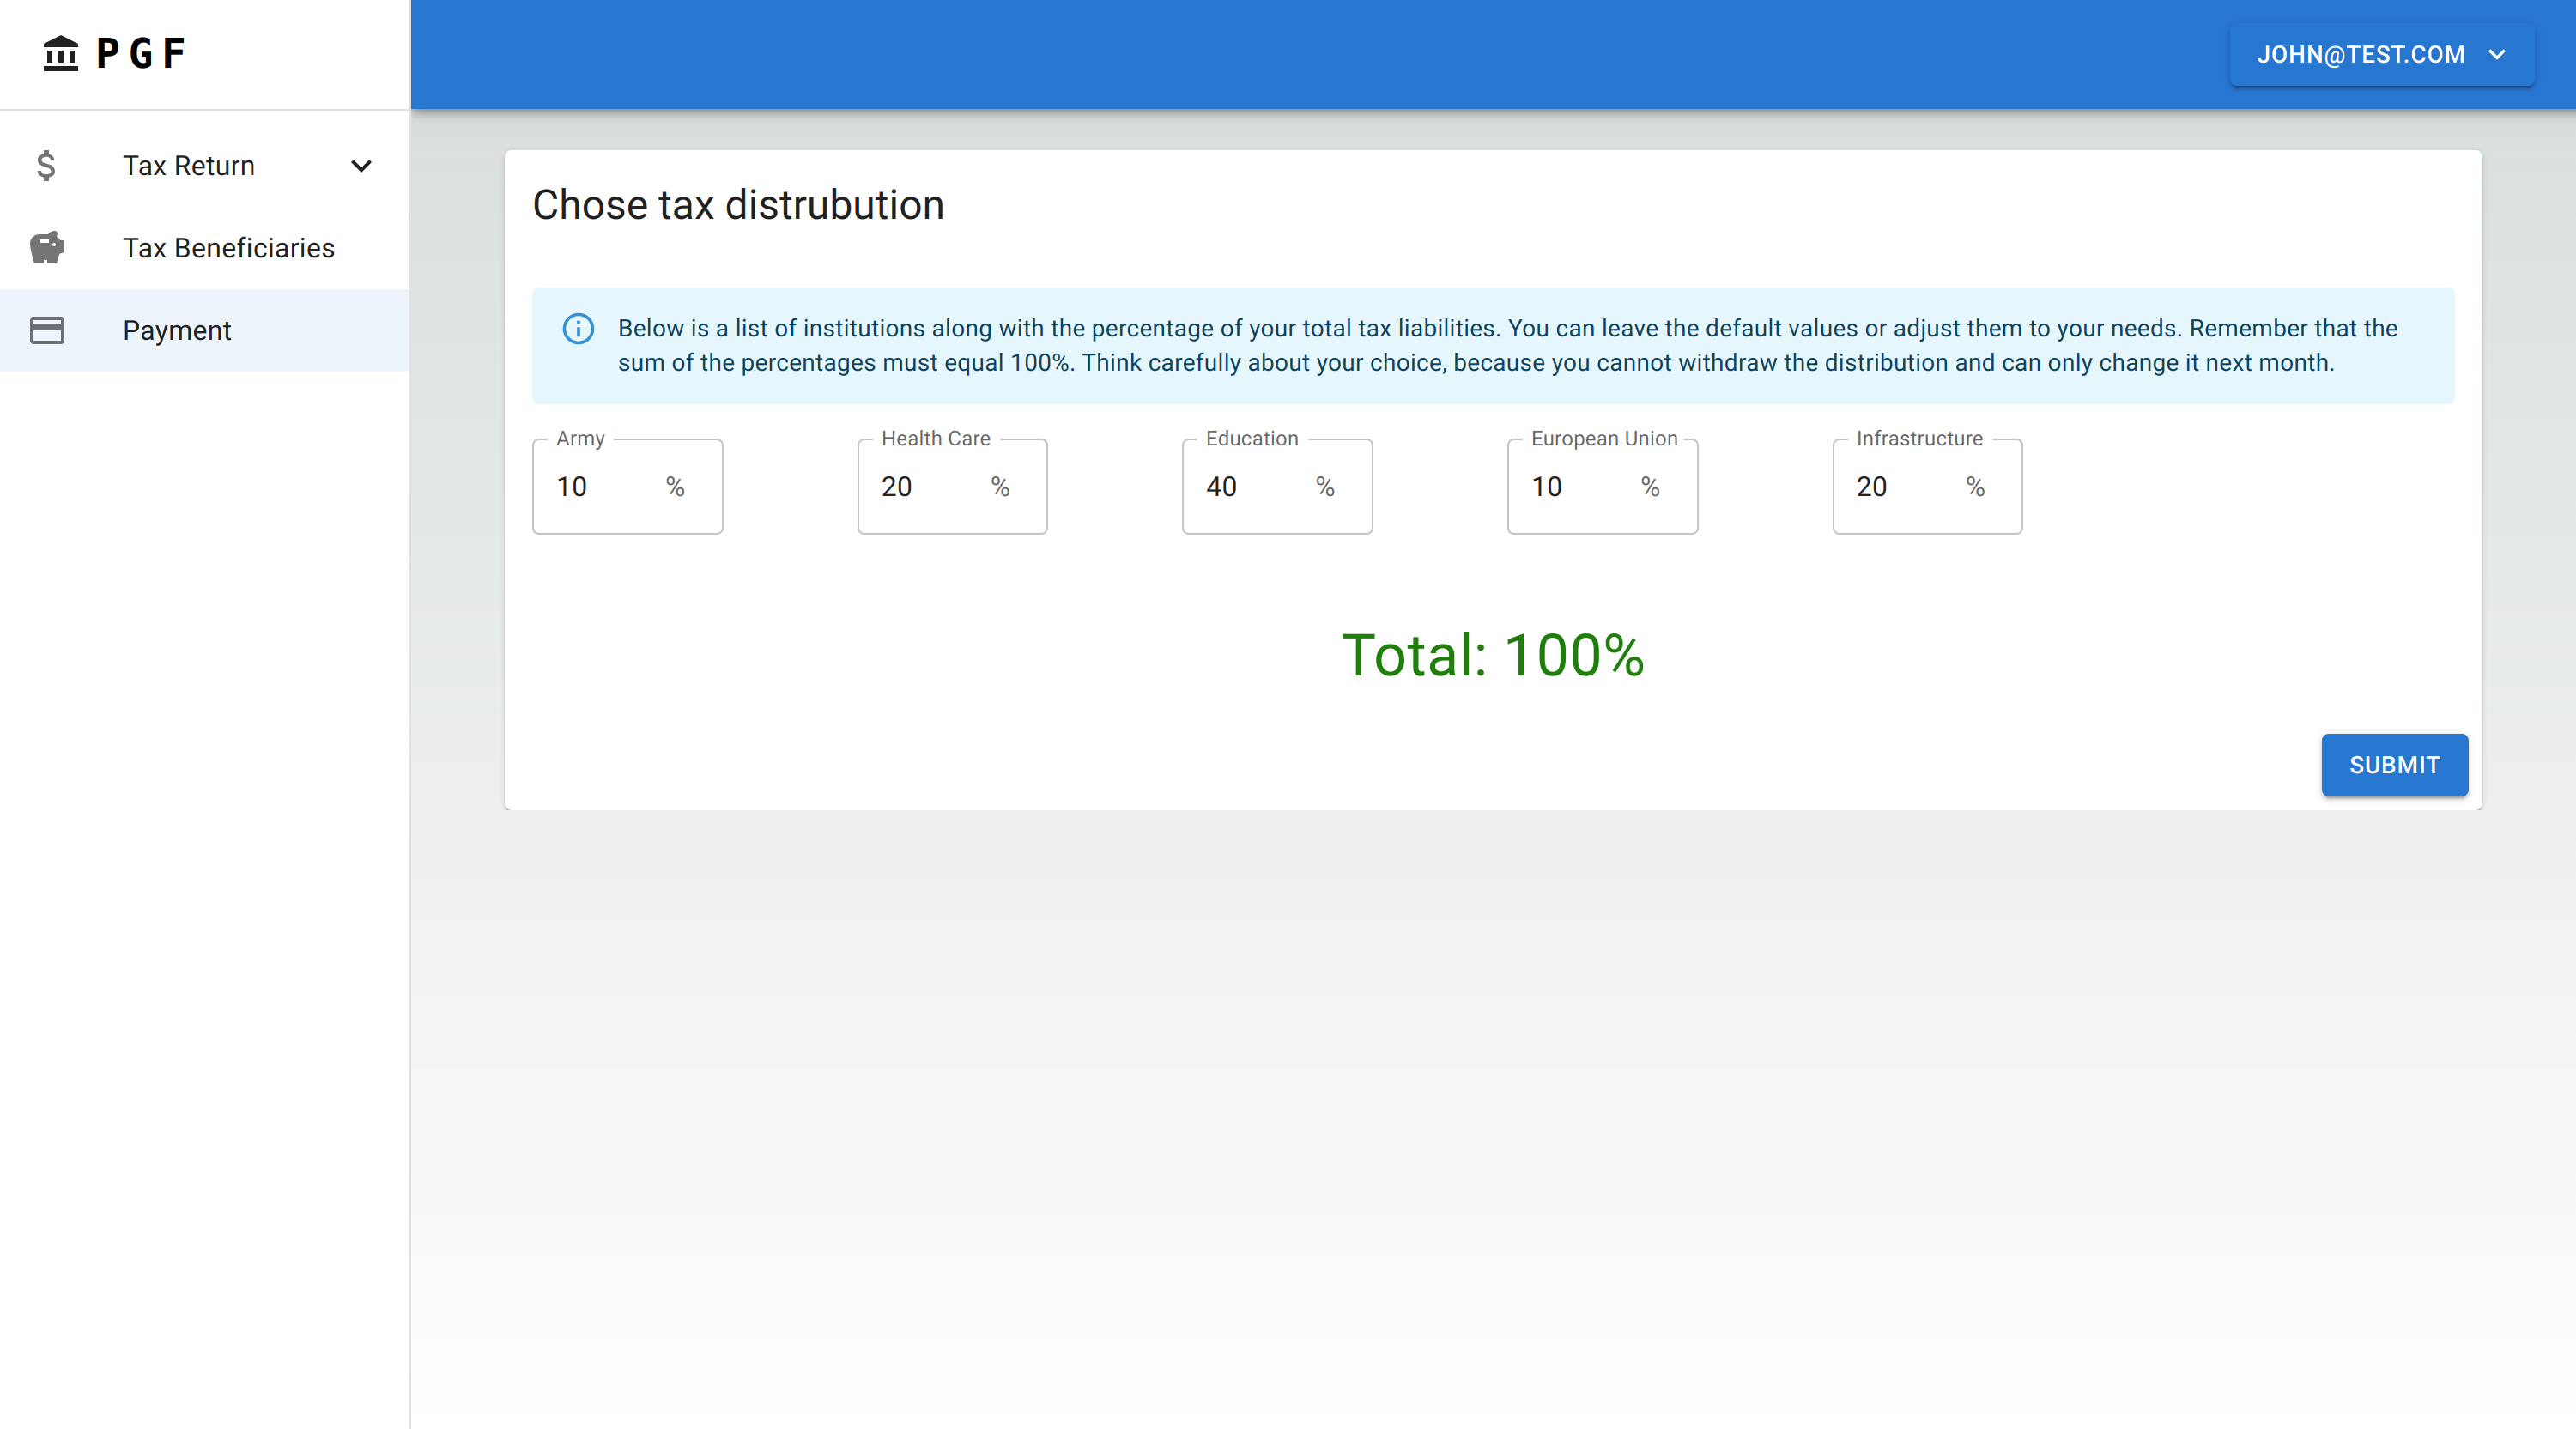 PGF
JOHN@TEST.COM
Tax Return
Tax Beneficiaries
Payment
Chose tax distrubution
Below is a list of institutions along with the percentage of your total tax liabilities. You can leave the default values or adjust them to your needs. Remember that the
sum of the percentages must equal 100%. Think carefully about your choice, because you cannot withdraw the distribution and can only change it next month.
Army Health Care Education European Union Infrastructure
10 % 20 % 40 % 10 % 20 %
Total: 100%
SUBMIT